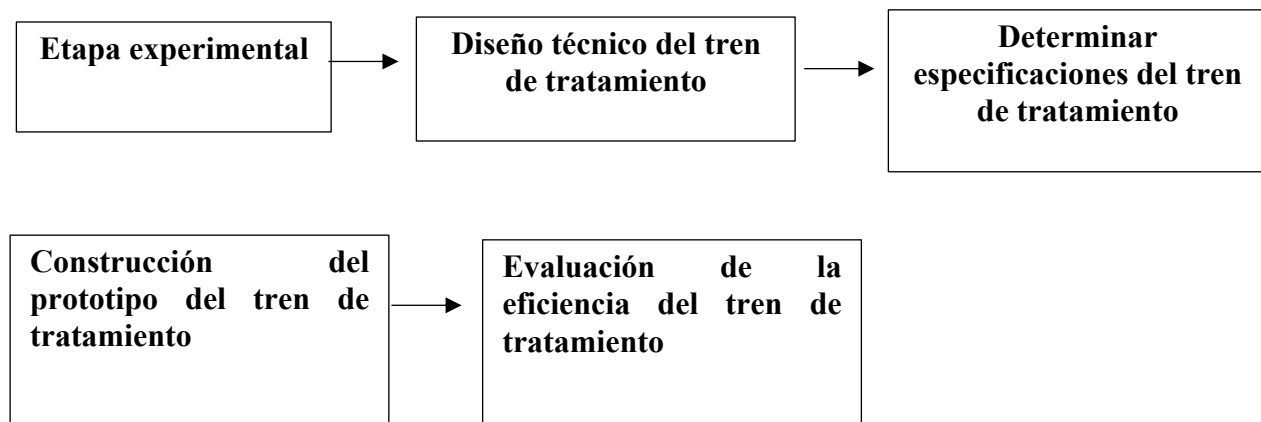 Etapa experimental
Diseño técnico del tren
de tratamiento
Determinar
especificaciones del tren
de tratamiento
Construcción del
prototipo del tren de
tratamiento
Evaluación de la
eficiencia del tren de
tratamiento